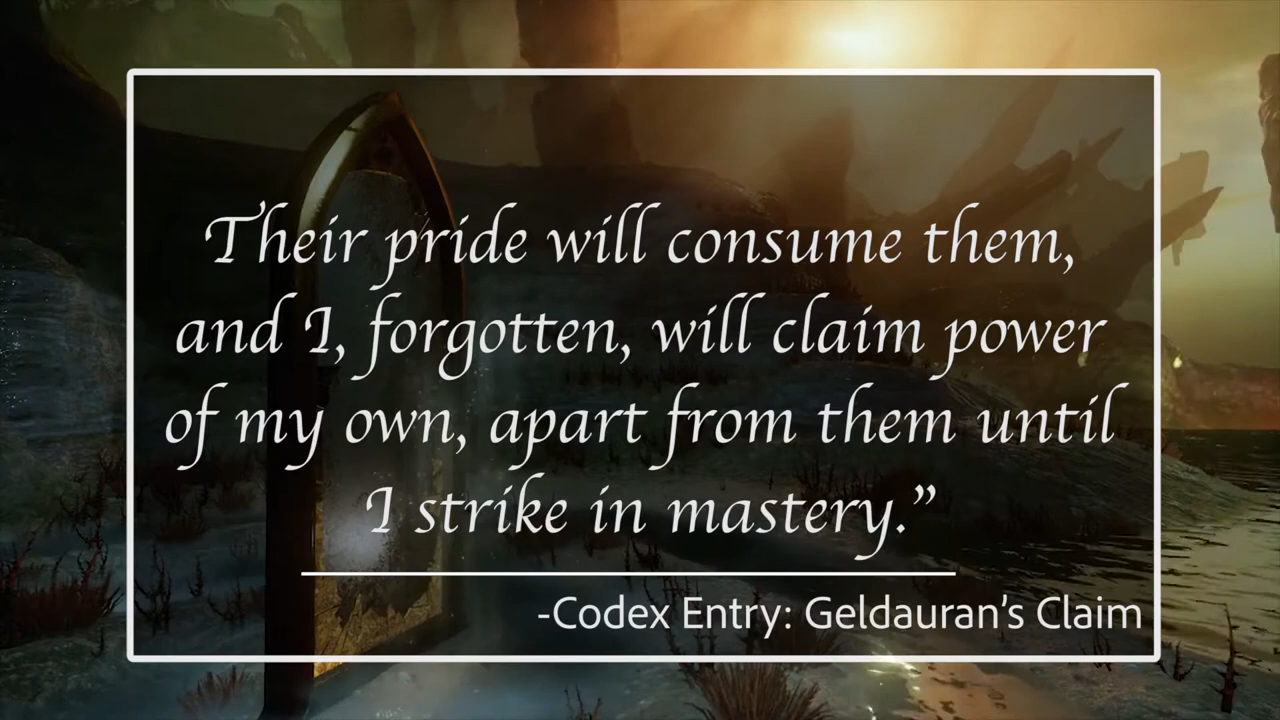 Their pride will consume them,
and I, forgotten, will claim power
of my own, apart from them until
I strike in mastery.”
-Codex Entry: Geldauran’s Claim